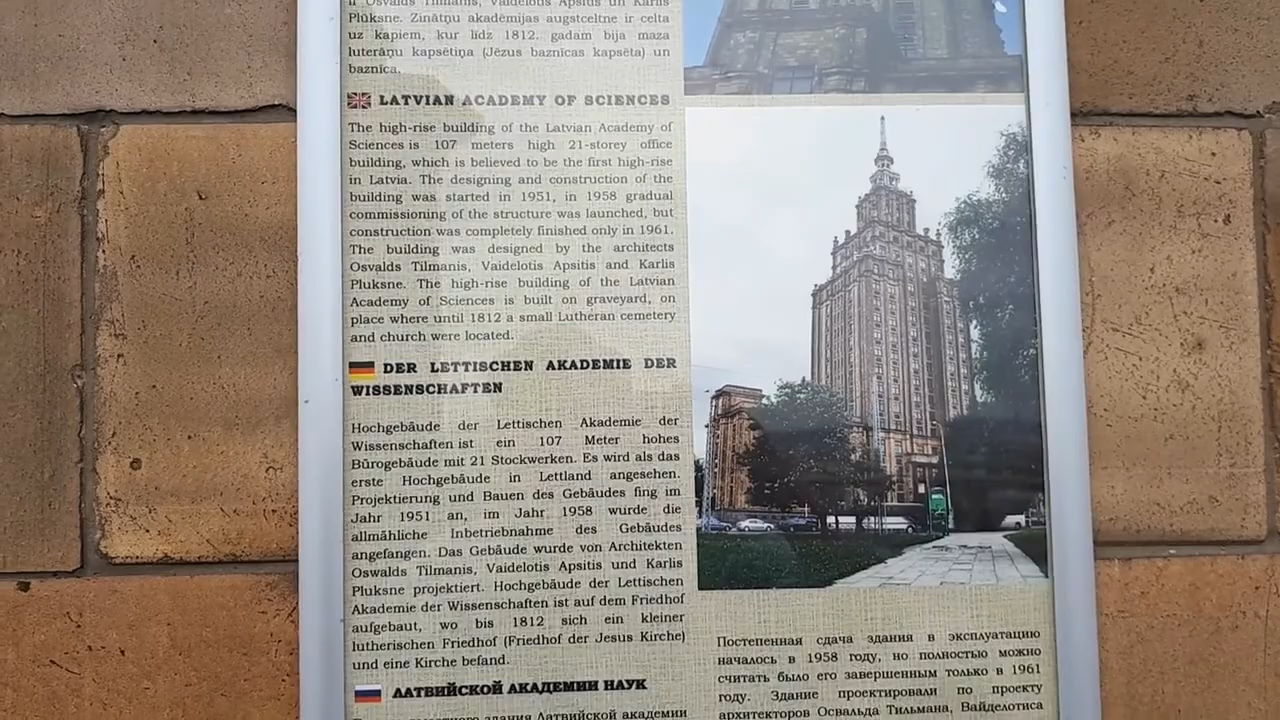 ir Osvalds Tilmanis, Vaidelotis Apsitis un Karlis
Plūksne. Zinātņu akadēmijas augstceltne ir celta
uz kapiem, kur līdz 1812. gadam bija maza
luterāņu kapsētiņa (Jēzus baznīcas kapsēta) un
baznīca.
LATVIAN ACADEMY OF SCIENCES
The high-rise building of the Latvian Academy of
Sciences is 107 meters high 21-storey office
building, which is believed to be the first high-rise
in Latvia. The designing and construction of the
building was started in 1951, in 1958 gradual
commissioning of the structure was launched, but
construction was completely finished only in 1961.
The building was designed by the architects
Osvalds Tilmanis, Vaidelotis Apsitis and Karlis
Pluksne. The high-rise building of the Latvian
Academy of Sciences is built on graveyard, on
place where until 1812 a small Lutheran cemetery
and church were located.
DER LETTISCHEN AKADEMIE DER
WISSENSCHAFTEN
Hochgebäude der Lettischen Akademie der
Wissenschaften ist ein 107 Meter hohes
Bürogebäude mit 21 Stockwerken. Es wird als das
erste Hochgebäude in Lettland angesehen.
Projektierung und Bauen des Gebäudes fing im
Jahr 1951 an, im Jahr 1958 wurde die
allmähliche Inbetriebnahme des Gebäudes
angefangen. Das Gebäude wurde von Architekten
Oswalds Tilmanis, Vaidelotis Apsitis und Karlis
Pluksne projektiert. Hochgebäude der Lettischen
Akademie der Wissenschaften ist auf dem Friedhof
aufgebaut, wo bis 1812 sich ein kleiner
lutherischen Friedhof (Friedhof der Jesus Kirche)
und eine Kirche befand.
ЛАТВИЙСКОЙ АКАДЕМИИ НАУК
здания Латвийской академии
Постепенная сдача здания в эксплуатацию
началось в 1958 году, но полностью можно
считать было его завершенным только в 1961
году. Здание проектировали по проекту
архитекторов Освальда Тильмана, Вайделотиса